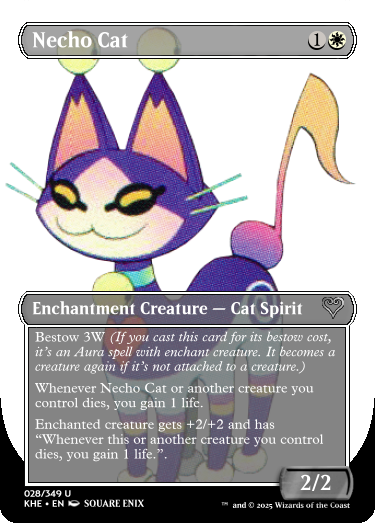 Necho Cat 1
Enchantment Creature — Cat Spirit
Bestow 3W (If you cast this card for its bestow cost,
it's an Aura spell with enchant creature. It becomes a
creature again if it's not attached to a creature.)
Whenever Necho Cat or another creature you
control dies, you gain 1 life.
Enchanted creature gets +2/+2 and has
“Whenever this or another creature you control
dies, you gain 1 life.”.
2/2
028/349 U
KHE • EN SQUARE ENIX ™ and © 2025 Wizards of the Coast